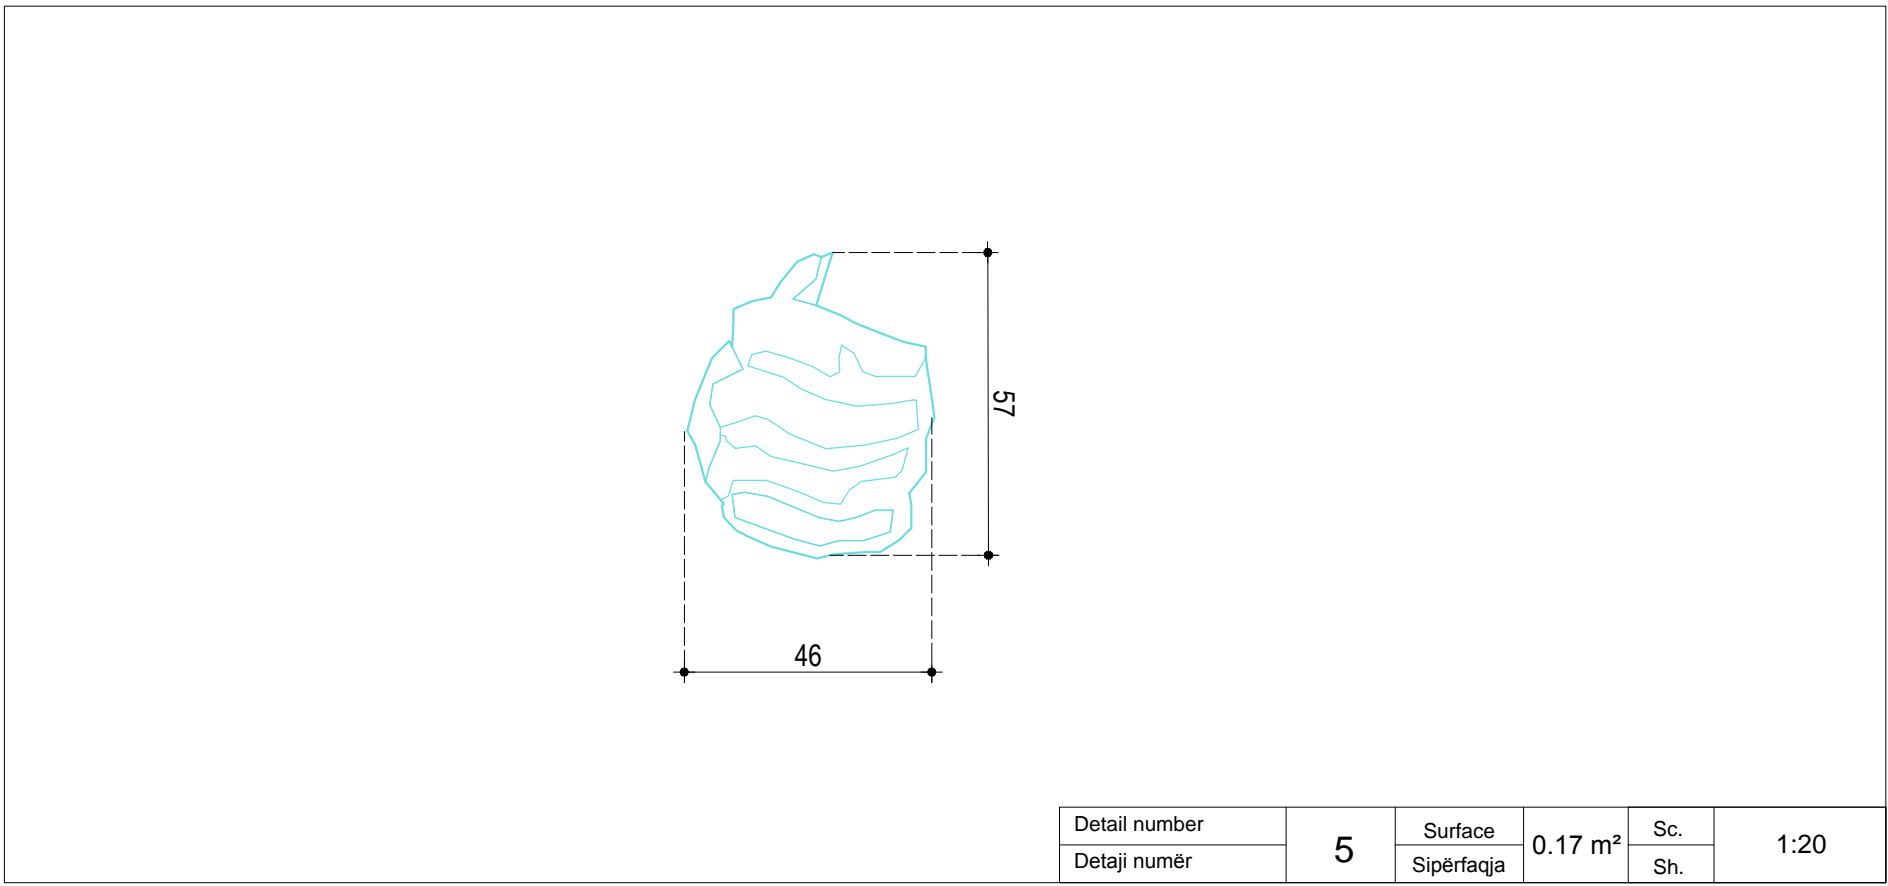 57
46
Detail number
Detaji numër
5
Surface
Sipërfaqja
0.17 m²
Sc.
Sh.
1:20